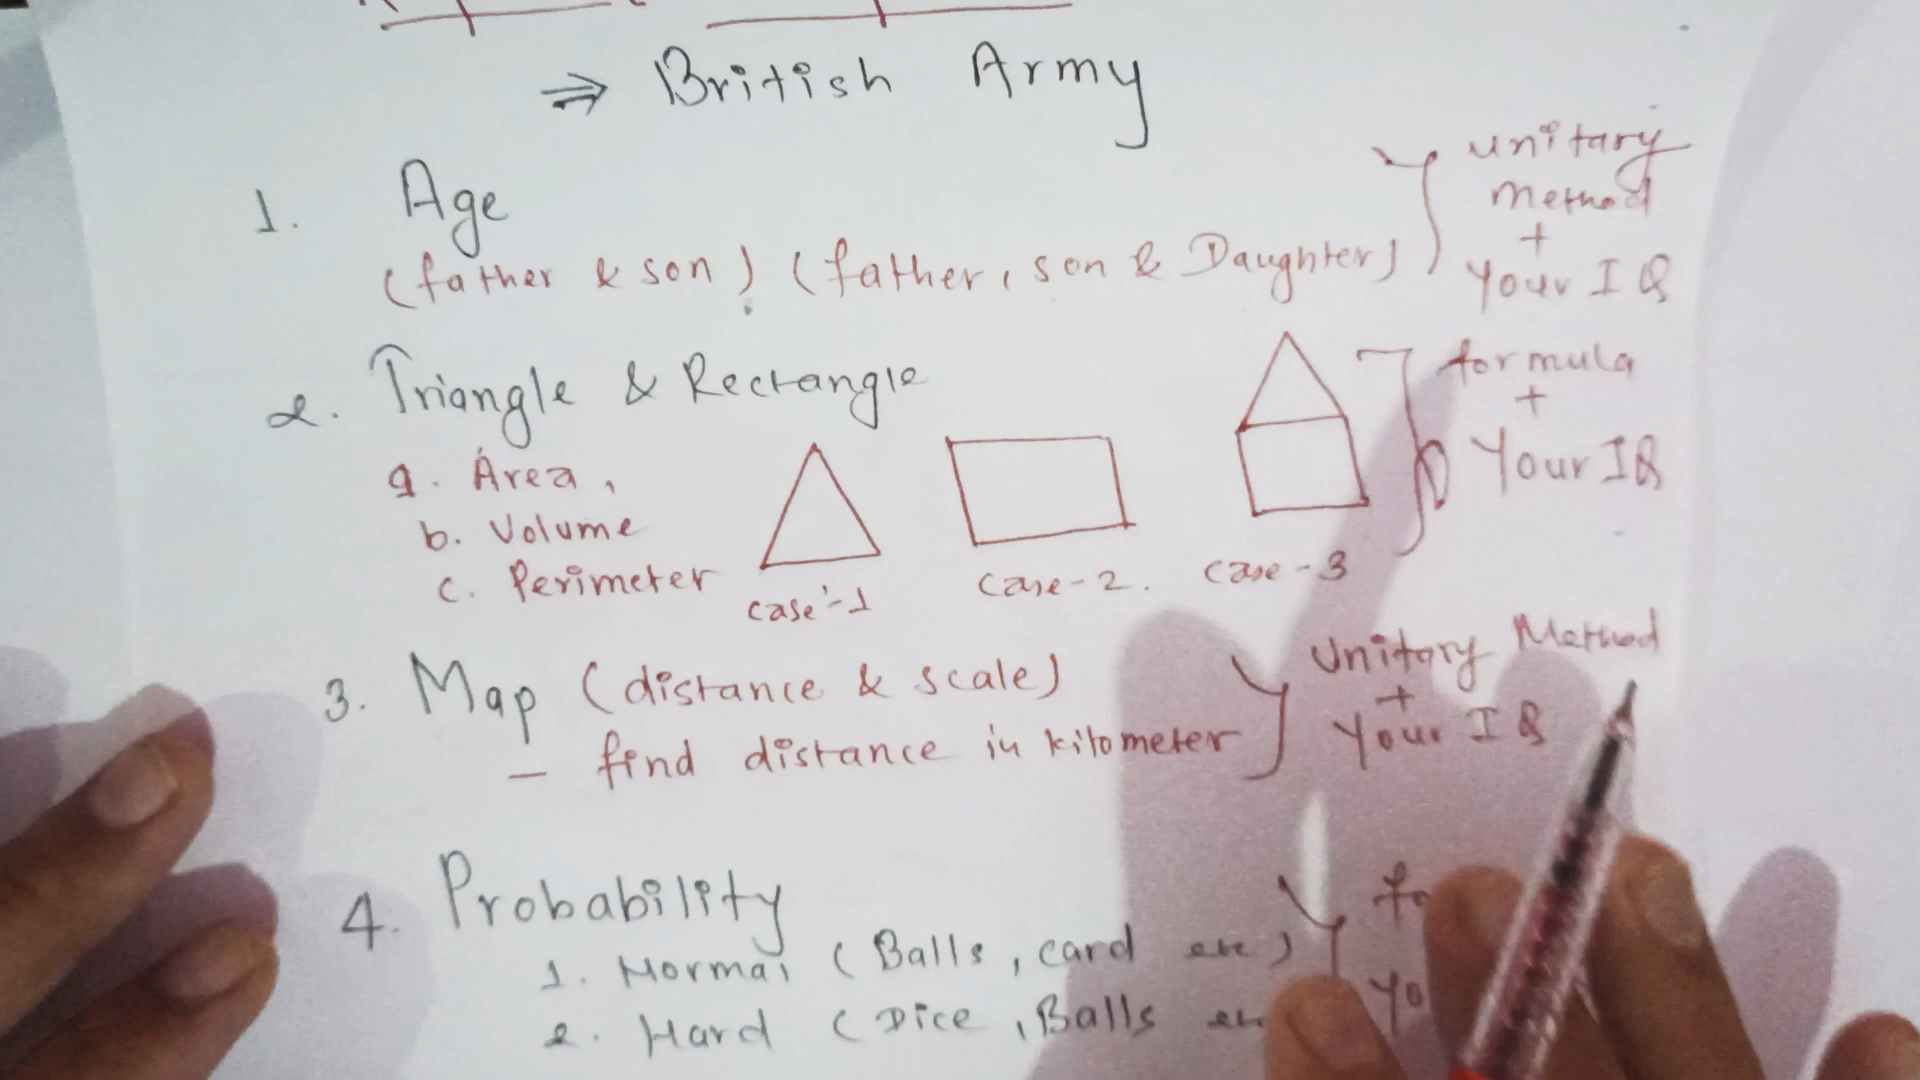 ⇒ British Army
1. Age
(father & son) (father, son & Daughter)
unitary
method
+
Your IQ
2. Triangle & Rectangle
a. Area,
b. Volume
c. Perimeter
case-1
case-2.
case-3
formula
+
Your IQ
3. Map (distance & scale)
- find distance in kilometer
Unitary Method
+
Your IQ
4. Probability
1. Normal (Balls, card etc)
2. Hard (Dice, Balls